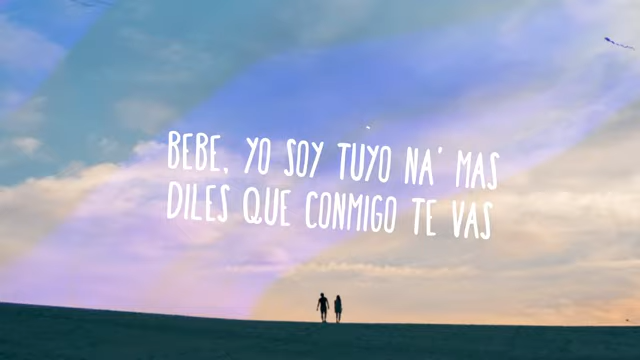 BEBE, YO SOY TUYO NA' MAS
DILES QUE CONMIGO TE VAS